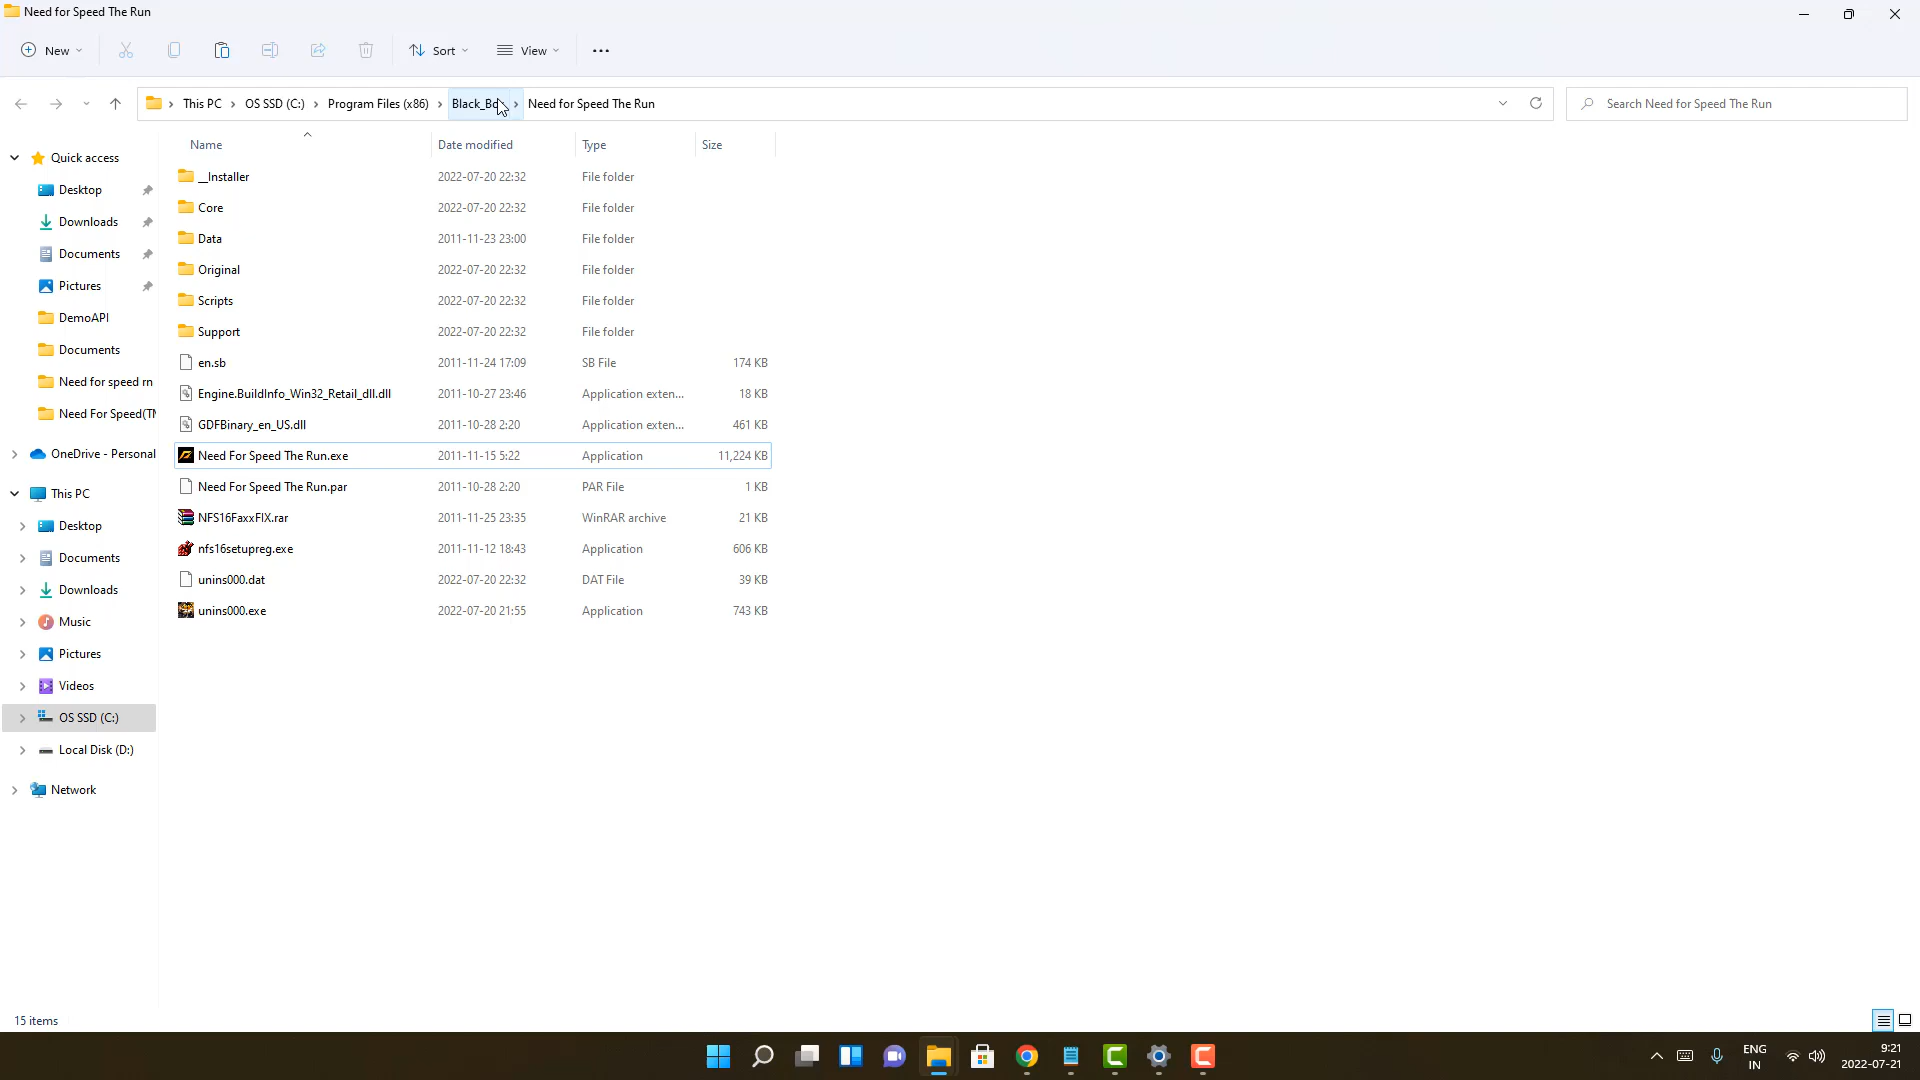 Need for Speed The Run
New
Sort
View
This PC
OS SSD (C:)
Program Files (x86)
Need for Speed The Run
Search Need for Speed The Run
Name Date modified Type Size
Quick access
Desktop
Downloads
Documents
Pictures
DemoAPI
Documents
Need for speed rn
Need For Speed(TM
OneDrive - Personal
This PC
Desktop
Documents
Downloads
Music
Pictures
Videos
OS SSD (C:)
Local Disk (D:)
Network
__Installer 2022-07-20 22:32 File folder
Core 2022-07-20 22:32 File folder
Data 2011-11-23 23:00 File folder
Original 2022-07-20 22:32 File folder
Scripts 2022-07-20 22:32 File folder
Support 2022-07-20 22:32 File folder
en.sb 2011-11-24 17:09 SB File 174 KB
Engine.BuildInfo_Win32_Retail_dll.dll 2011-10-27 23:46 Application exten... 18 KB
GDFBinary_en_US.dll 2011-10-28 2:20 Application exten... 461 KB
Need For Speed The Run.exe 2011-11-15 5:22 Application 11,224 KB
Need For Speed The Run.par 2011-10-28 2:20 PAR File 1 KB
NFS16FaxxFIX.rar 2011-11-25 23:35 WinRAR archive 21 KB
nfs16setupreg.exe 2011-11-12 18:43 Application 606 KB
unins000.dat 2022-07-20 22:32 DAT File 39 KB
unins000.exe 2022-07-20 21:55 Application 743 KB
15 items
ENG
IN
9:21
2022-07-21